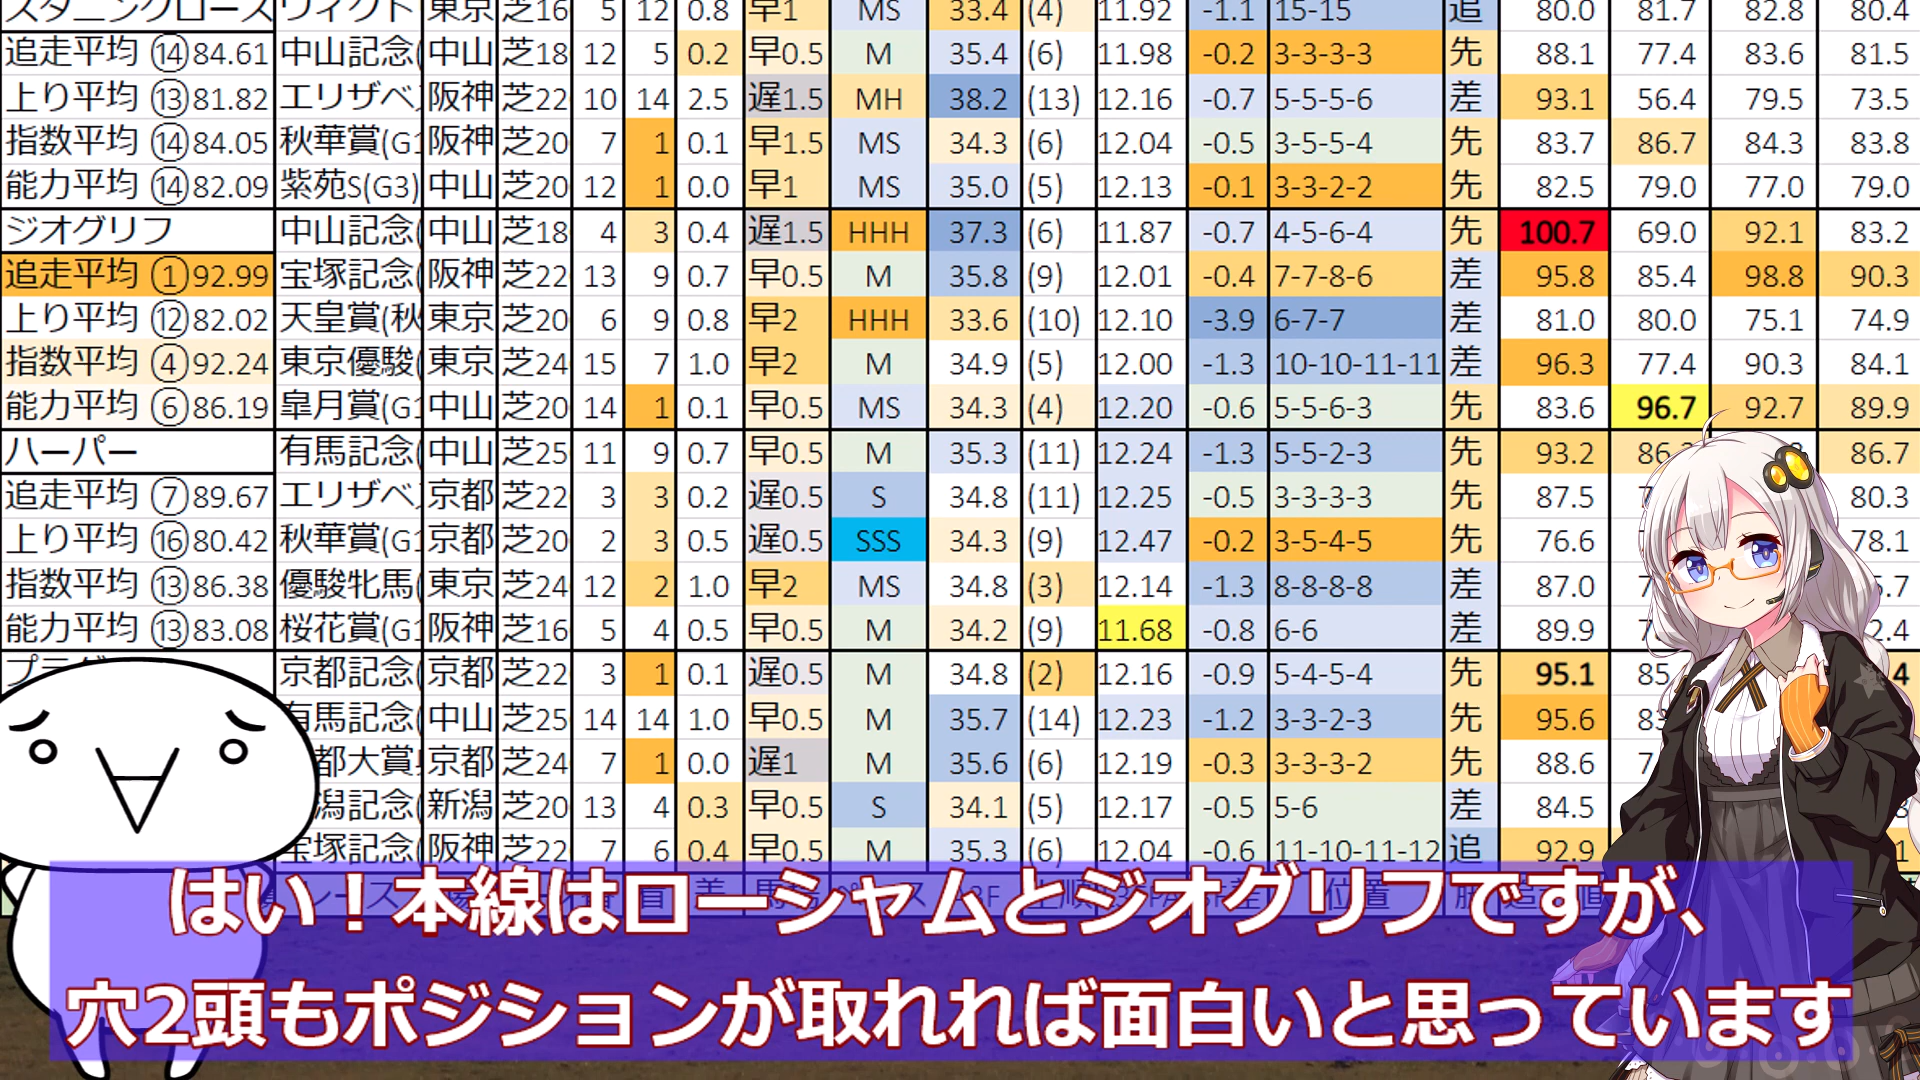 スタニングローズ ヴィクト 東京 芝16 5 12 0.8 早1 MS 33.4 (4) 11.92 -1.1 15-15 追 80.0 81.7 82.8 80.4
追走平均 ⑭84.61 中山記念( 中山 芝18 12 5 0.2 早0.5 M 35.4 (6) 11.98 -0.2 3-3-3-3 先 88.1 77.4 83.6 81.5
上り平均 ⑬81.82 エリザベ 阪神 芝22 10 14 2.5 遅1.5 MH 38.2 (13) 12.16 -0.7 5-5-5-6 差 93.1 56.4 79.5 73.5
指数平均 ⑭84.05 秋華賞(G1 阪神 芝20 7 1 0.1 早1.5 MS 34.3 (6) 12.04 -0.5 3-5-5-4 先 83.7 86.7 84.3 83.8
能力平均 ⑭82.09 紫苑S(G3) 中山 芝20 12 1 0.0 早1 MS 35.0 (5) 12.13 -0.1 3-3-2-2 先 82.5 79.0 77.0 79.0
ジオグリフ 中山記念( 中山 芝18 4 3 0.4 遅1.5 HHH 37.3 (6) 11.87 -0.7 4-5-6-4 先 100.7 69.0 92.1 83.2
追走平均 ①92.99 宝塚記念( 阪神 芝22 13 9 0.7 早0.5 M 35.8 (9) 12.01 -0.4 7-7-8-6 差 95.8 85.4 98.8 90.3
上り平均 ⑫82.02 天皇賞(秋 東京 芝20 6 9 0.8 早2 HHH 33.6 (10) 12.10 -3.9 6-7-7 差 81.0 80.0 75.1 74.9
指数平均 ④92.24 東京優駿( 東京 芝24 15 7 1.0 早2 M 34.9 (5) 12.00 -1.3 10-10-11-11 差 96.3 77.4 90.3 84.1
能力平均 ⑥86.19 皐月賞(G1 中山 芝20 14 1 0.1 早0.5 MS 34.3 (4) 12.20 -0.6 5-5-6-3 先 83.6 96.7 92.7 89.9
ハーパー 有馬記念( 中山 芝25 11 9 0.7 早0.5 M 35.3 (11) 12.24 -1.3 5-5-2-3 先 93.2 86.7
追走平均 ⑦89.67 エリザベ 京都 芝22 3 3 0.2 遅0.5 S 34.8 (11) 12.25 -0.5 3-3-3-3 先 87.5 80.3
上り平均 ⑯80.42 秋華賞(G1 京都 芝20 2 3 0.5 遅0.5 SSS 34.3 (9) 12.47 -0.2 3-5-4-5 先 76.6 78.1
指数平均 ⑬86.38 優駿牝馬( 東京 芝24 12 2 1.0 早2 MS 34.8 (3) 12.14 -1.3 8-8-8-8 差 87.0
能力平均 ⑬83.08 桜花賞(G1 阪神 芝16 5 4 0.5 早0.5 M 34.2 (9) 11.68 -0.8 6-6 差 89.9
京都記念( 京都 芝22 3 1 0.1 遅0.5 M 34.8 (2) 12.16 -0.9 5-4-5-4 先 95.1
有馬記念( 中山 芝25 14 14 1.0 早0.5 M 35.7 (14) 12.23 -1.2 3-3-2-3 先 95.6
都大賞 京都 芝24 7 1 0.0 遅1 M 35.6 (6) 12.19 -0.3 3-3-3-2 先 88.6
潟記念( 新潟 芝20 13 4 0.3 早0.5 S 34.1 (5) 12.17 -0.5 5-6 差 84.5
宝塚記念( 阪神 芝22 7 6 0.4 早0.5 M 35.3 (6) 12.04 -0.6 11-10-11-12 追 92.9
はい！本線はローシャムとジオグリフですが、
穴2頭もポジションが取れれば面白いと思っています